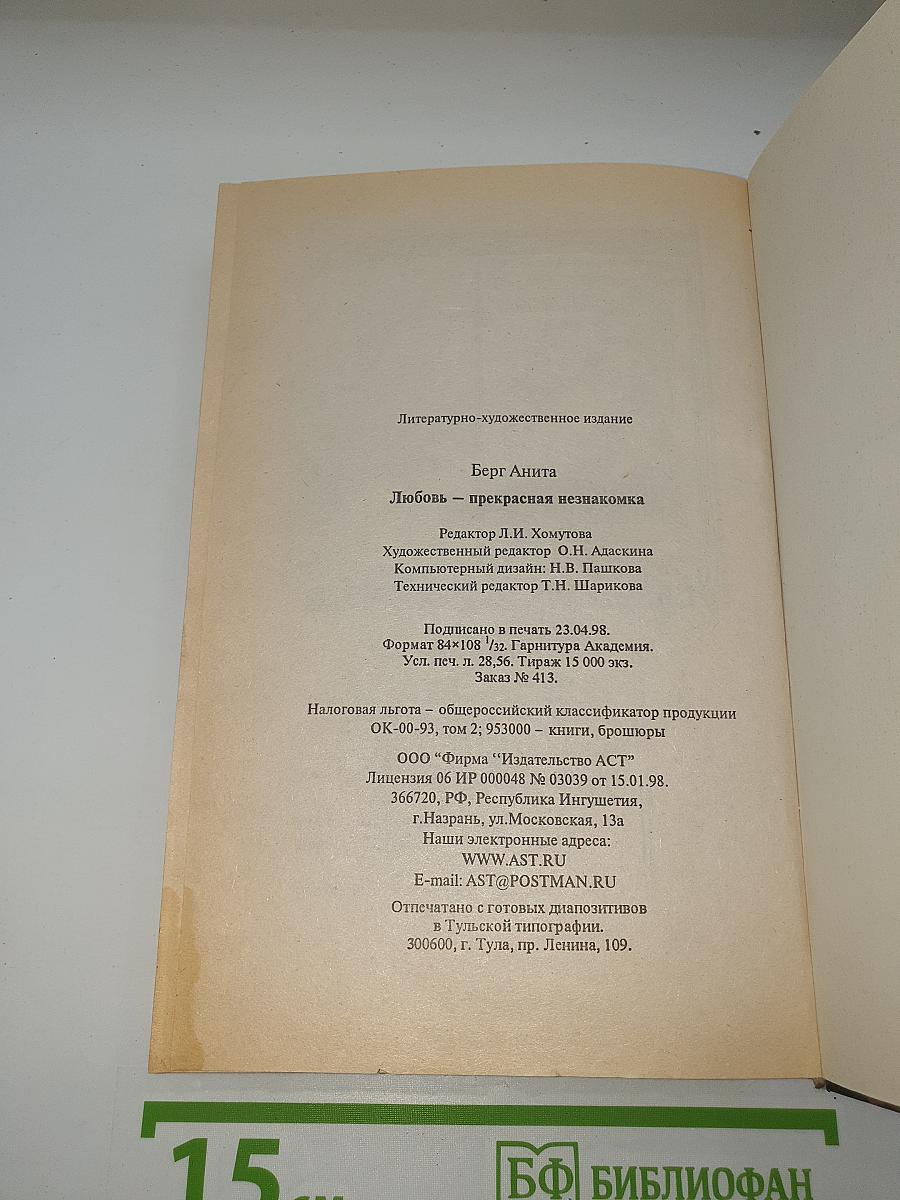 Литературно-художественное издание
Берг Анита
Любовь — прекрасная незнакомка
Редактор Л.И. Хомутова
Художественный редактор О.Н. Адаскина
Компьютерный дизайн: Н.В. Пашкова
Технический редактор Т.Н. Шарикова
Подписано в печать 23.04.98.
Формат 84×108 1/32. Гарнитура Академия.
Усл. печ. л. 28,56. Тираж 15 000 экз.
Заказ № 413.
Налоговая льгота – общероссийский классификатор продукции
ОК-00-93, том 2; 953000 – книги, брошюры
ООО “Фирма “Издательство АСТ”
Лицензия 06 ИР 000048 № 03039 от 15.01.98.
366720, РФ, Республика Ингушетия,
г.Назрань, ул.Московская, 13а
Наши электронные адреса:
WWW.AST.RU
E-mail: AST@POSTMAN.RU
Отпечатано с готовых диапозитивов
в Тульской типографии.
300600, г. Тула, пр. Ленина, 109.
15 см
БФ БИБЛИОФАН